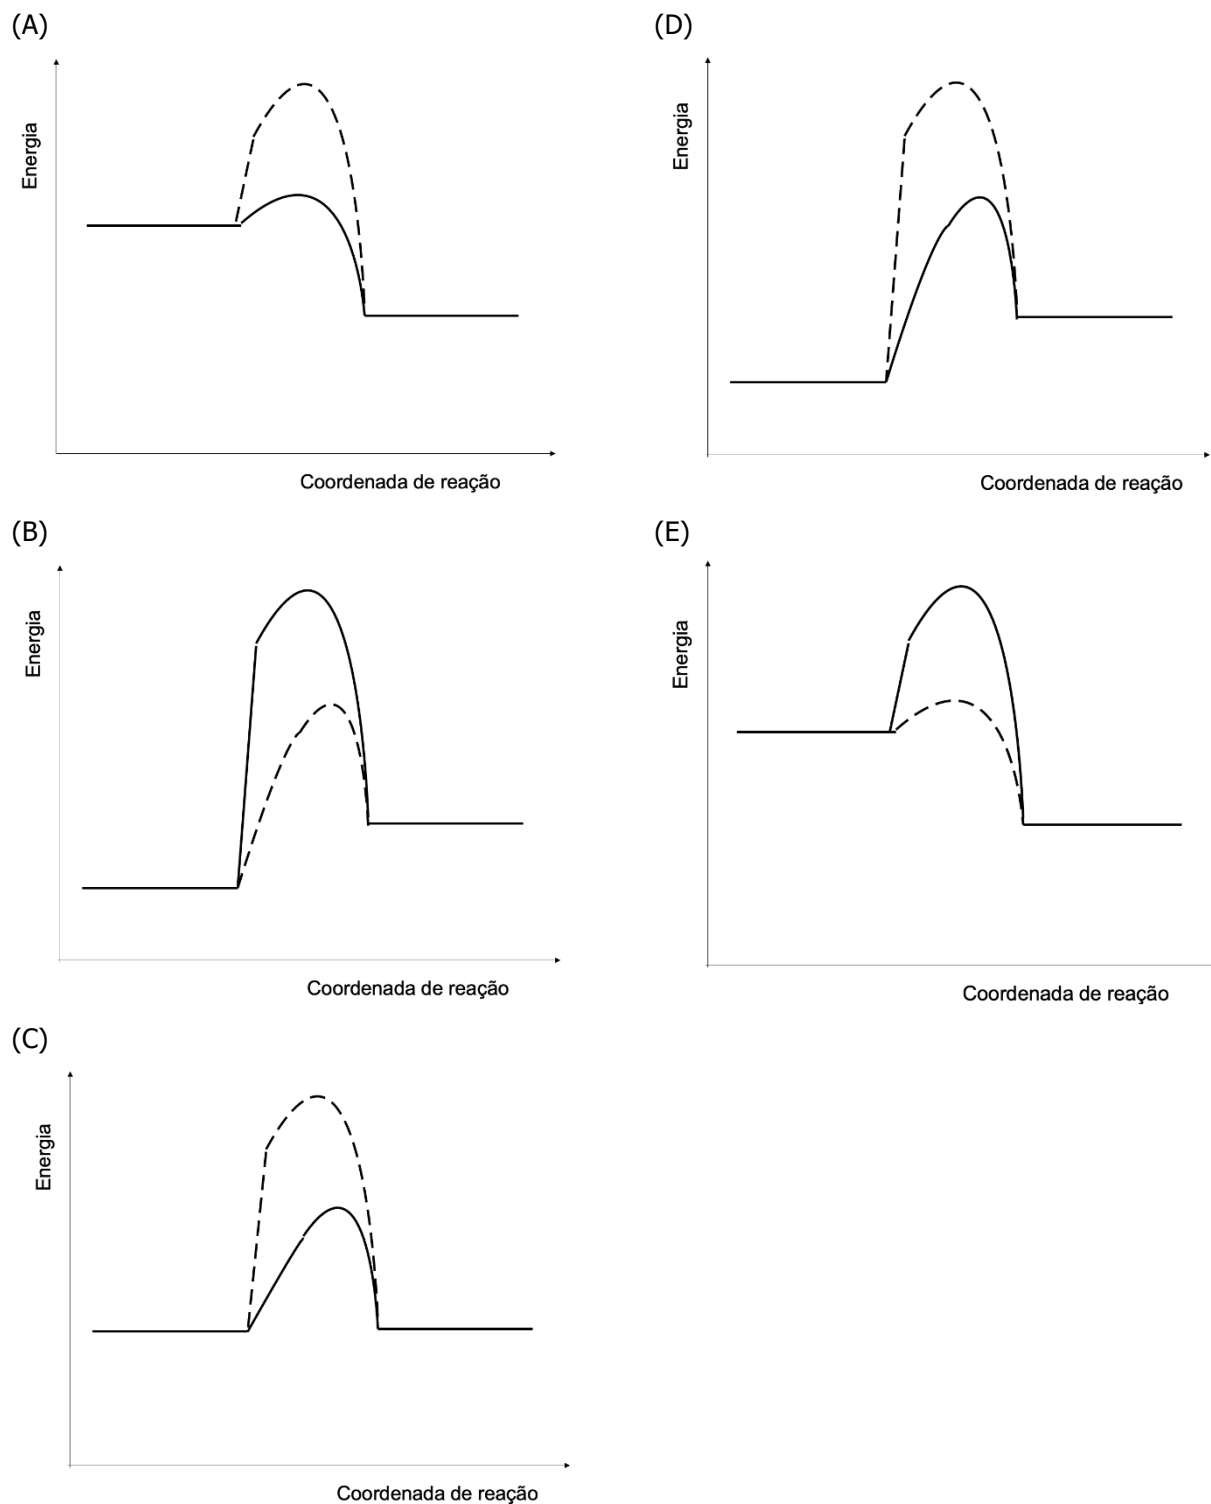 (A)
Energia
Coordenada de reação
(B)
Energia
Coordenada de reação
(C)
Energia
Coordenada de reação
(D)
Energia
Coordenada de reação
(E)
Energia
Coordenada de reação